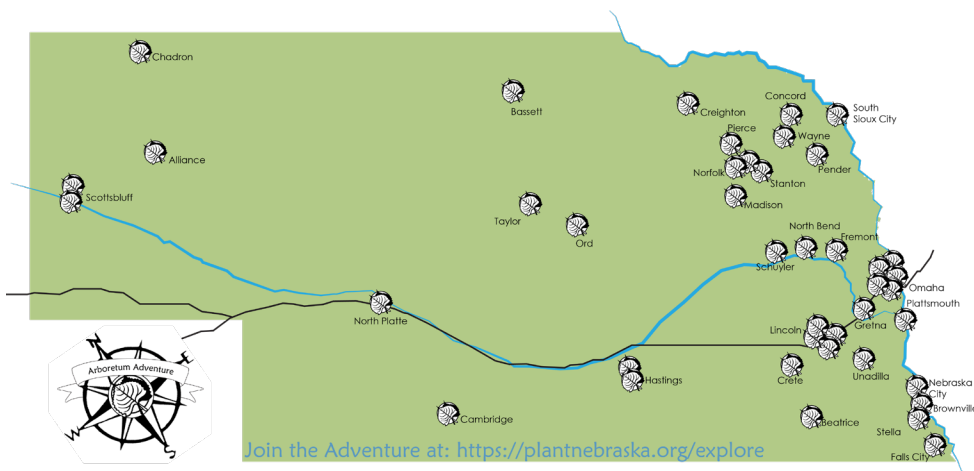 Chadron
Bassett
Concord
South
Sioux City
Creighton
Pierce
Wayne
Alliance
Pender
Norfolk
Stanton
Scottsbluff
Madison
Taylor
Ord
North Bend
Fremont
Schuyler
Omaha
Plattsmouth
North Platte
Gretna
Lincoln
Arboretum Adventure
N
E
W
S
Hastings
Crete
Unadilla
Nebraska
City
Brownville
Cambridge
Beatrice
Stella
Falls City
Join the Adventure at: https://plantnebraska.org/explore